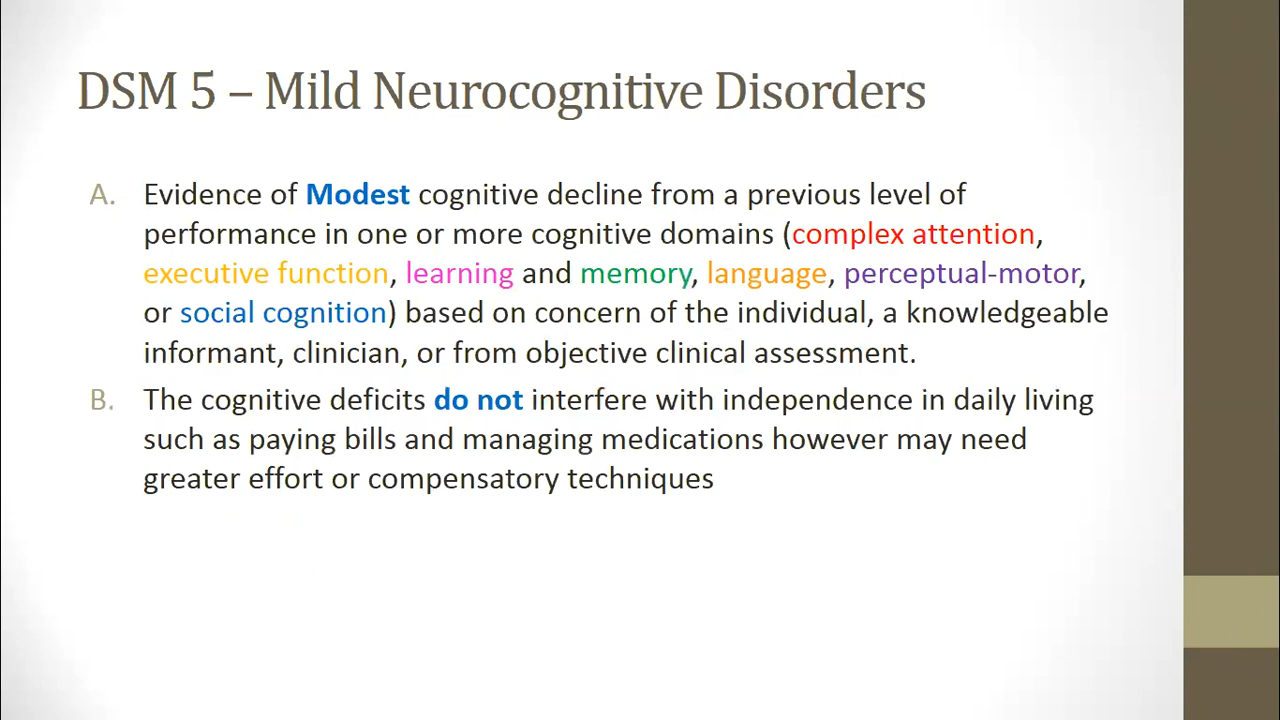 DSM 5 – Mild Neurocognitive Disorders
A. Evidence of Modest cognitive decline from a previous level of
performance in one or more cognitive domains (complex attention,
executive function, learning and memory, language, perceptual-motor,
or social cognition) based on concern of the individual, a knowledgeable
informant, clinician, or from objective clinical assessment.
B. The cognitive deficits do not interfere with independence in daily living
such as paying bills and managing medications however may need
greater effort or compensatory techniques